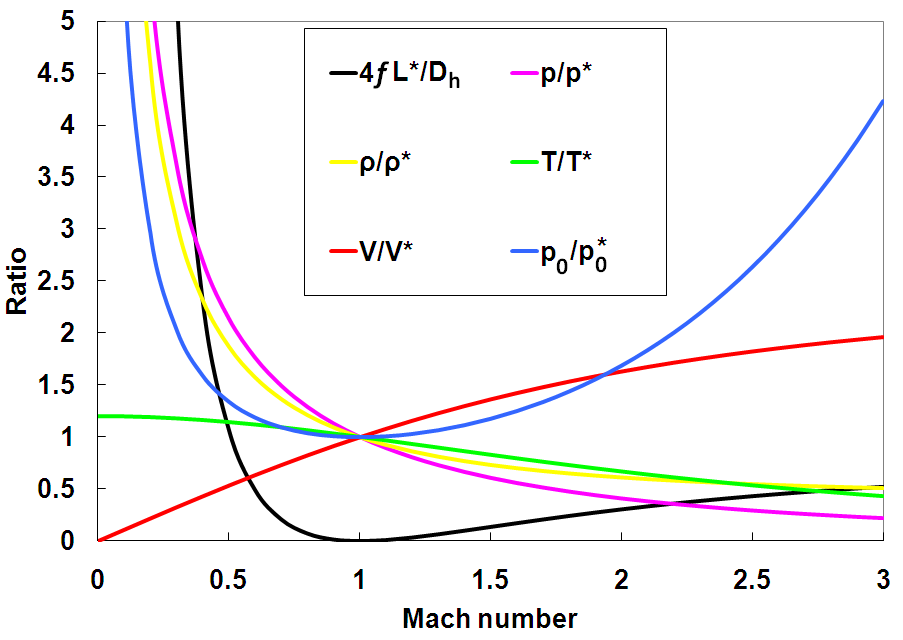 5
4.5
4
3.5
3
2.5
2
1.5
1
0.5
0
Ratio
4ƒL*/Dₕ
p/p*
ρ/ρ*
T/T*
V/V*
p₀/p₀*
0
0.5
1
1.5
2
2.5
3
Mach number